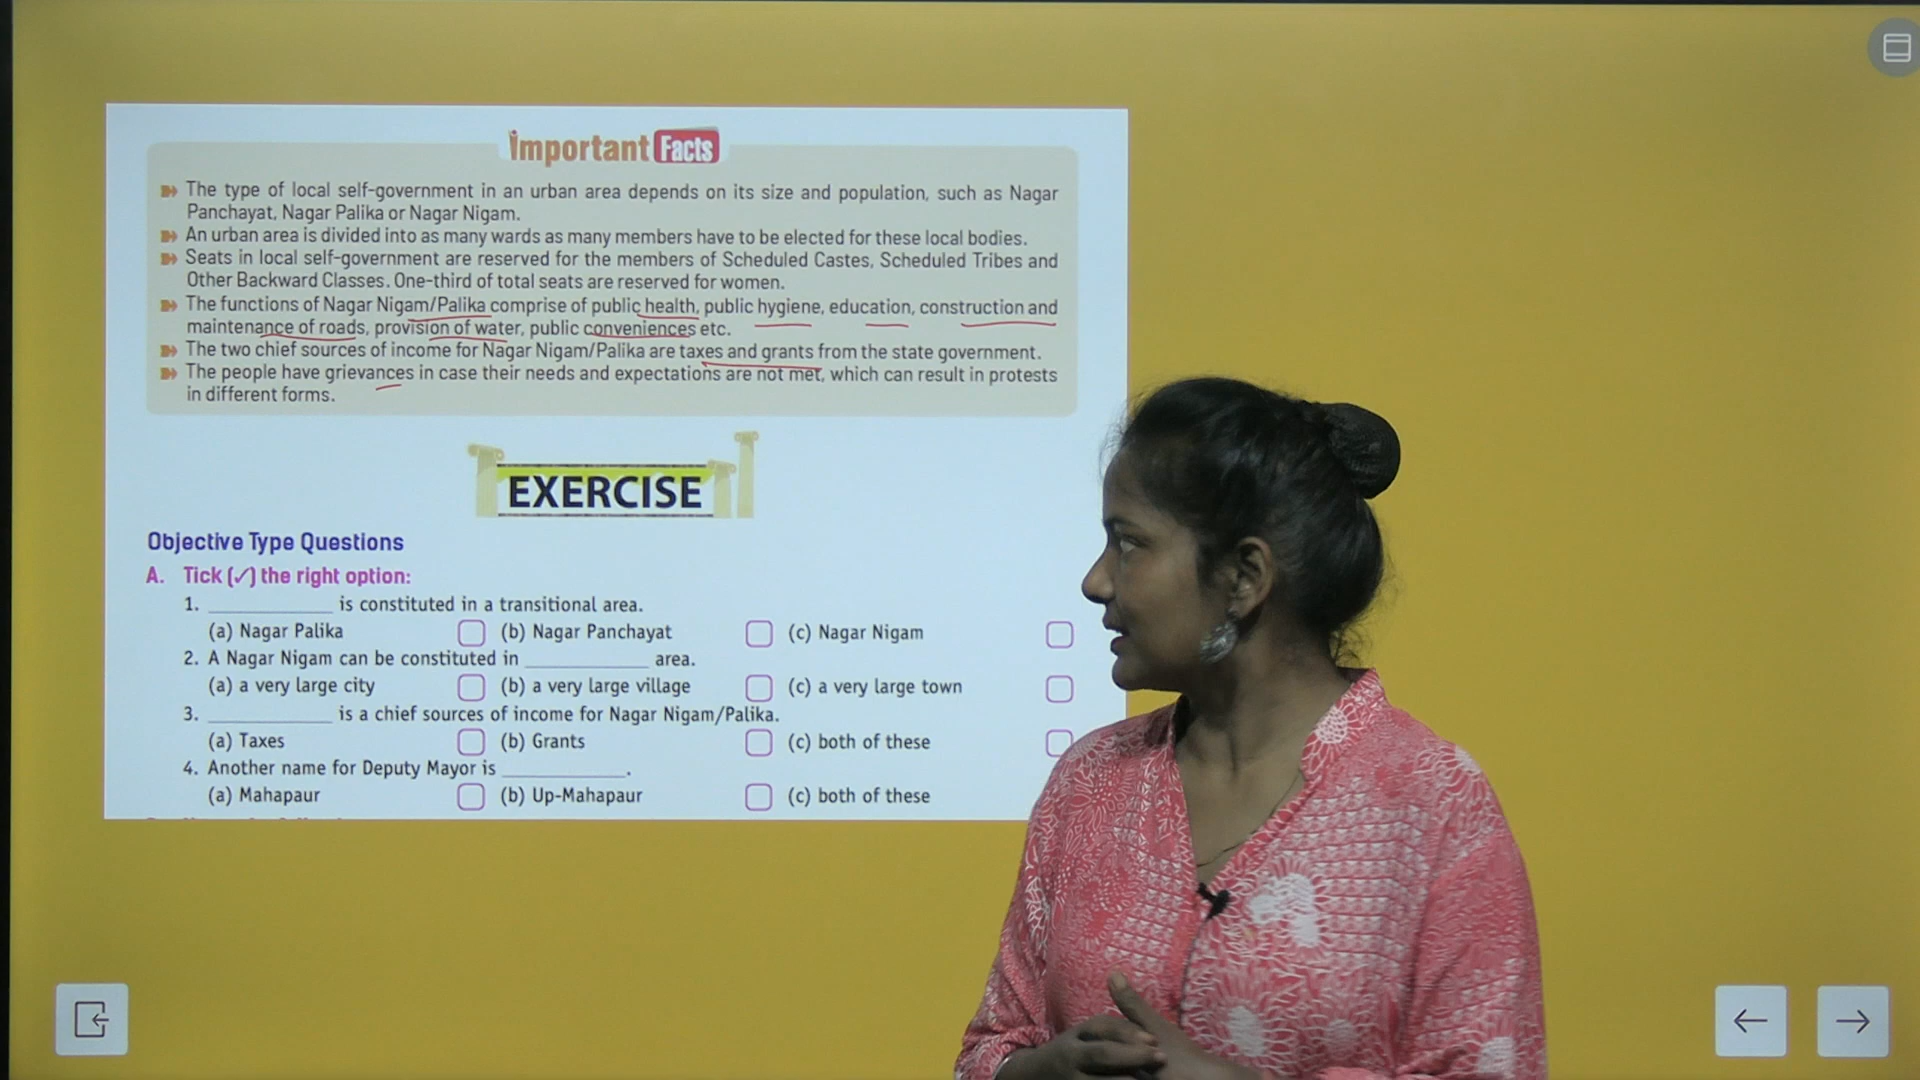 Important Facts
The type of local self-government in an urban area depends on its size and population, such as Nagar
Panchayat, Nagar Palika or Nagar Nigam.
An urban area is divided into as many wards as many members have to be elected for these local bodies.
Seats in local self-government are reserved for the members of Scheduled Castes, Scheduled Tribes and
Other Backward Classes. One-third of total seats are reserved for women.
The functions of Nagar Nigam/Palika comprise of public health, public hygiene, education, construction and
maintenance of roads, provision of water, public conveniences etc.
The two chief sources of income for Nagar Nigam/Palika are taxes and grants from the state government.
The people have grievances in case their needs and expectations are not met, which can result in protests
in different forms.
EXERCISE
Objective Type Questions
A. Tick (✓) the right option:
1. ____________ is constituted in a transitional area.
(a) Nagar Palika (b) Nagar Panchayat (c) Nagar Nigam
2. A Nagar Nigam can be constituted in ____________ area.
(a) a very large city (b) a very large village (c) a very large town
3. ____________ is a chief sources of income for Nagar Nigam/Palika.
(a) Taxes (b) Grants (c) both of these
4. Another name for Deputy Mayor is ____________.
(a) Mahapaur (b) Up-Mahapaur (c) both of these